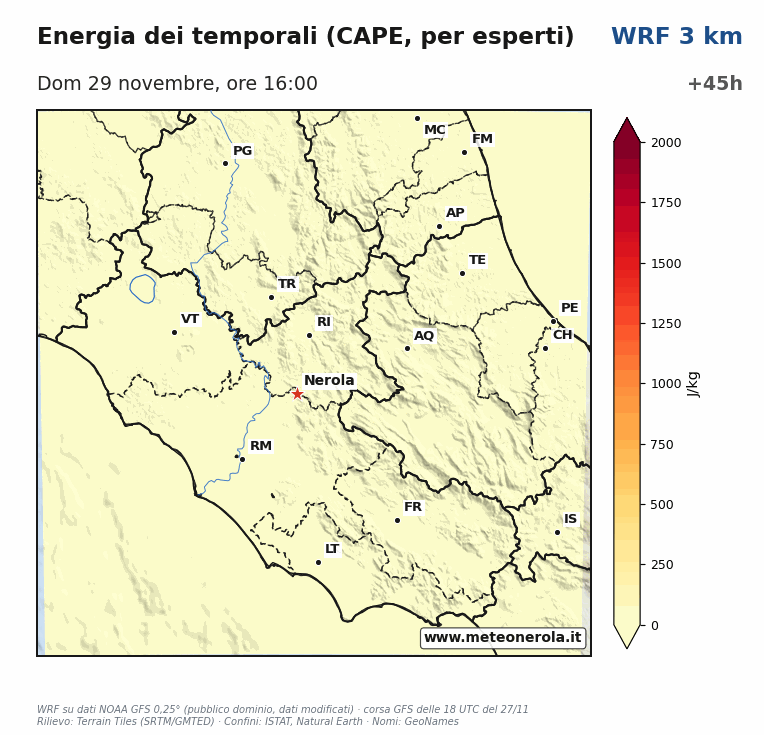 Energia dei temporali (CAPE, per esperti)
WRF 3 km
Dom 29 novembre, ore 16:00
+45h
MC
FM
PG
AP
TE
TR
PE
VT
RI
AQ
CH
Nerola
RM
FR
IS
LT
www.meteonerola.it
2000
1750
1500
1250
1000
750
500
250
0
J/kg
WRF su dati NOAA GFS 0,25° (pubblico dominio, dati modificati) · corsa GFS delle 18 UTC del 27/11
Rilievo: Terrain Tiles (SRTM/GMTED) · Confini: ISTAT, Natural Earth · Nomi: GeoNames